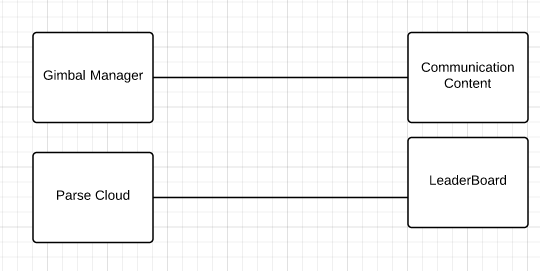 Gimbal Manager
Communication
Content
Parse Cloud
LeaderBoard